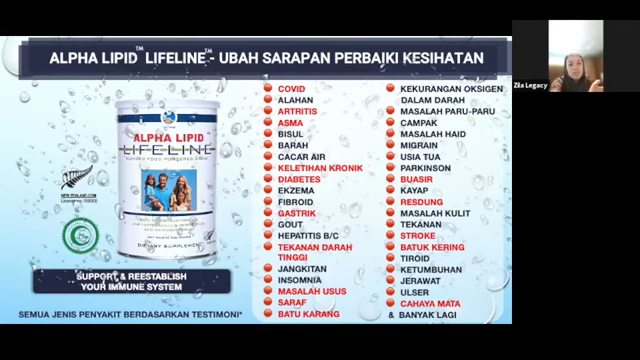 ALPHA LIPID™ LIFELINE™ - UBAH SARAPAN PERBAIKI KESIHATAN
ALPHA LIPID
LIFELINE
DIETARY SUPPLEMENT
SUPPORT & REESTABLISH
YOUR IMMUNE SYSTEM
SEMUA JENIS PENYAKIT BERDASARKAN TESTIMONI*
COVID
ALAHAN
ARTRITIS
ASMA
BISUL
BARAH
CACAR AIR
KELETIHAN KRONIK
DIABETES
EKZEMA
FIBROID
GASTRIK
GOUT
HEPATITIS B/C
TEKANAN DARAH
TINGGI
JANGKITAN
INSOMNIA
MASALAH USUS
SARAF
BATU KARANG
KEKURANGAN OKSIGEN
DALAM DARAH
MASALAH PARU-PARU
CAMPAK
MASALAH HAID
MIGRAIN
USIA TUA
PARKINSON
BUASIR
KAYAP
RESDUNG
MASALAH KULIT
TEKANAN
STROKE
BATUK KERING
TIROID
KETUMBUHAN
JERAWAT
ULSER
CAHAYA MATA
& BANYAK LAGI
Zila Legacy